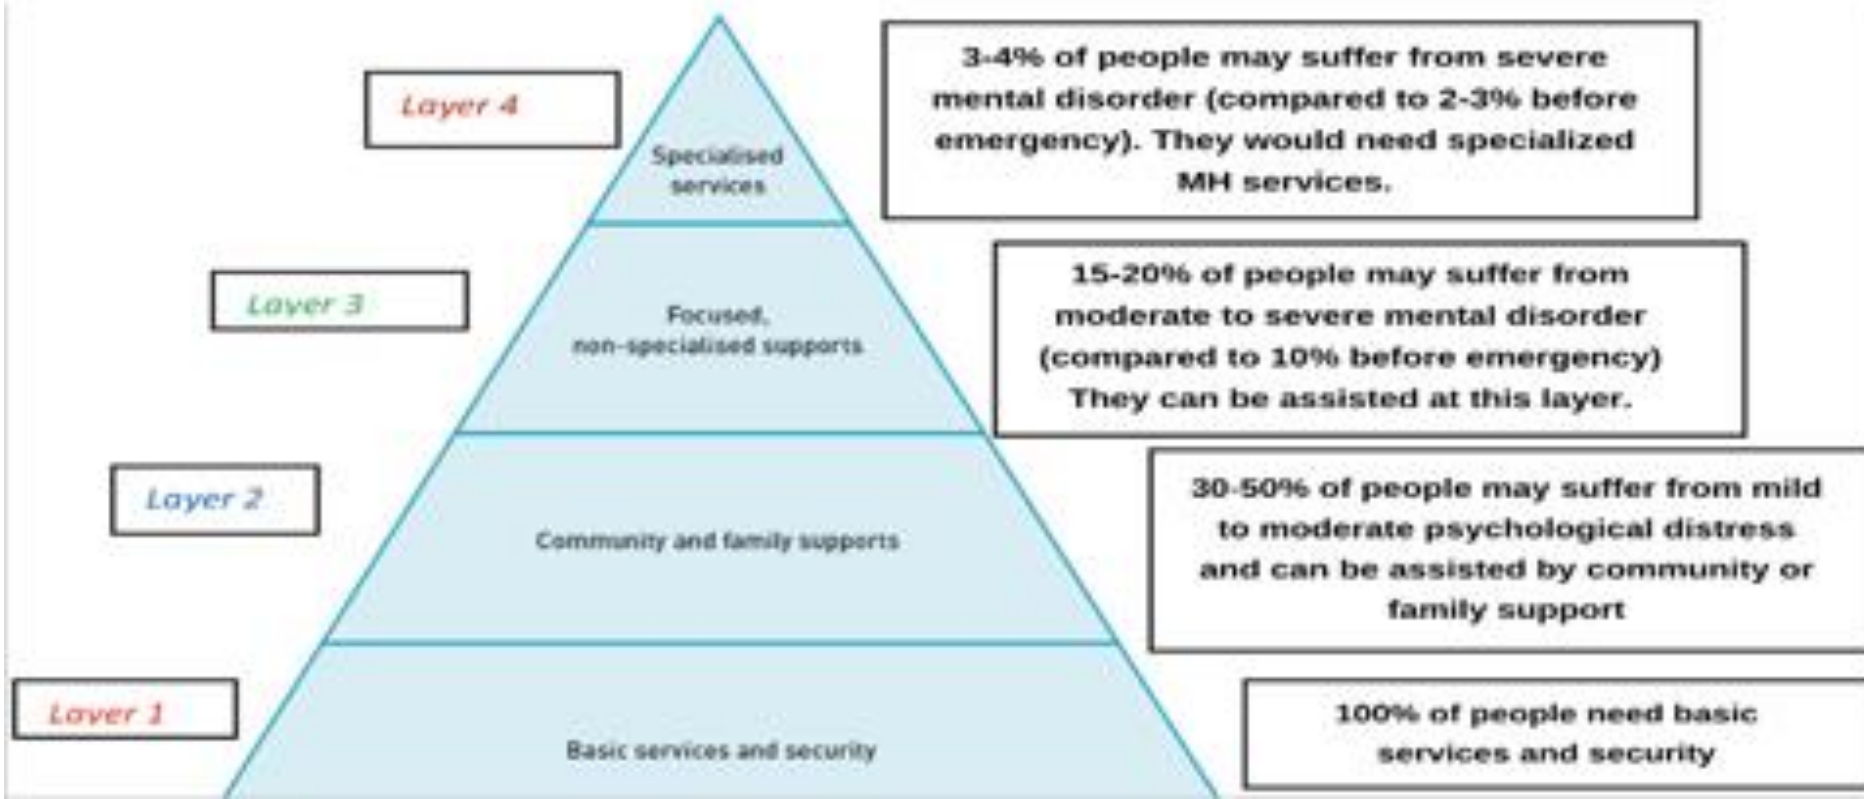 Layer 4
Specialised
services
3-4% of people may suffer from severe
mental disorder (compared to 2-3% before
emergency). They would need specialized
MH services.
Layer 3
Focused,
non-specialised supports
15-20% of people may suffer from
moderate to severe mental disorder
(compared to 10% before emergency)
They can be assisted at this layer.
Layer 2
Community and family supports
30-50% of people may suffer from mild
to moderate psychological distress
and can be assisted by community or
family support
Layer 1
Basic services and security
100% of people need basic
services and security